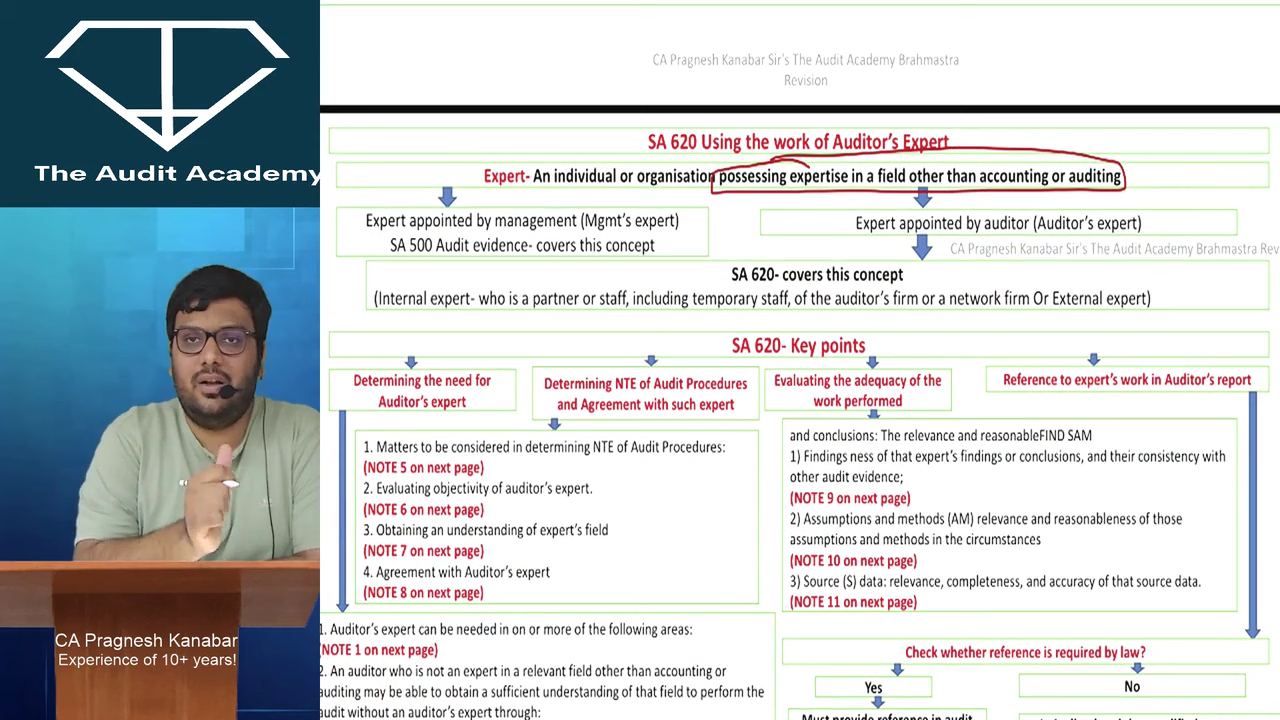 The Audit Academy
CA Pragnesh Kanabar
Experience of 10+ years!
CA Pragnesh Kanabar Sir's The Audit Academy Brahmastra
Revision
SA 620 Using the work of Auditor's Expert
Expert- An individual or organisation possessing expertise in a field other than accounting or auditing
Expert appointed by management (Mgmt's expert)
SA 500 Audit evidence- covers this concept
Expert appointed by auditor (Auditor's expert)
CA Pragnesh Kanabar Sir's The Audit Academy Brahmastra Rev
SA 620- covers this concept
(Internal expert- who is a partner or staff, including temporary staff, of the auditor's firm or a network firm Or External expert)
SA 620- Key points
Determining the need for
Auditor's expert
Determining NTE of Audit Procedures
and Agreement with such expert
Evaluating the adequacy of the
work performed
Reference to expert's work in Auditor's report
1. Matters to be considered in determining NTE of Audit Procedures:
(NOTE 5 on next page)
2. Evaluating objectivity of auditor's expert.
(NOTE 6 on next page)
3. Obtaining an understanding of expert's field
(NOTE 7 on next page)
4. Agreement with Auditor's expert
(NOTE 8 on next page)
and conclusions: The relevance and reasonableFIND SAM
1) Findings ness of that expert's findings or conclusions, and their consistency with
other audit evidence;
(NOTE 9 on next page)
2) Assumptions and methods (AM) relevance and reasonableness of those
assumptions and methods in the circumstances
(NOTE 10 on next page)
3) Source (S) data: relevance, completeness, and accuracy of that source data.
(NOTE 11 on next page)
1. Auditor's expert can be needed in on or more of the following areas:
(NOTE 1 on next page)
2. An auditor who is not an expert in a relevant field other than accounting or
auditing may be able to obtain a sufficient understanding of that field to perform the
audit without an auditor's expert through:
Check whether reference is required by law?
Yes
No
Must provide reference in audit